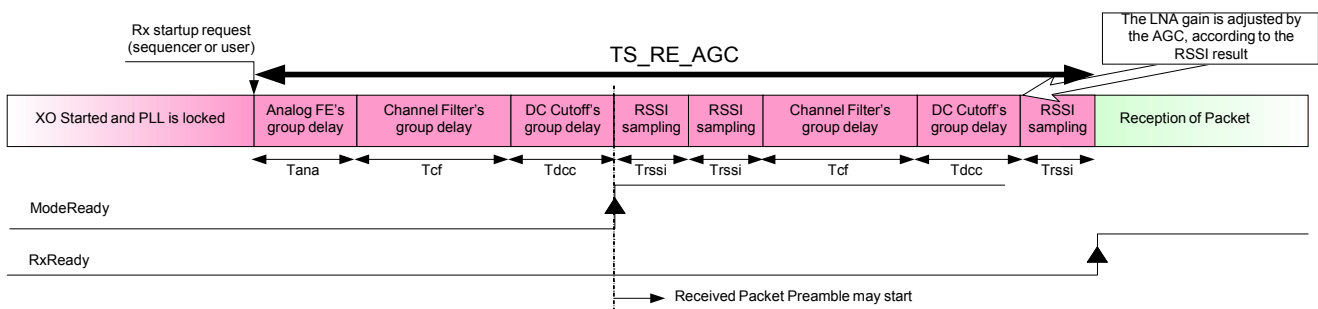 Rx startup request
(sequencer or user)
TS_RE_AGC
The LNA gain is adjusted by
the AGC, according to the
RSSI result
XO Started and PLL is locked
Analog FE's
group delay
Channel Filter's
group delay
DC Cutoff's
group delay
RSSI
sampling
RSSI
sampling
Channel Filter's
group delay
DC Cutoff's
group delay
RSSI
sampling
Reception of Packet
Tana
Tcf
Tdcc
Trssi
Trssi
Tcf
Tdcc
Trssi
ModeReady
RxReady
Received Packet Preamble may start